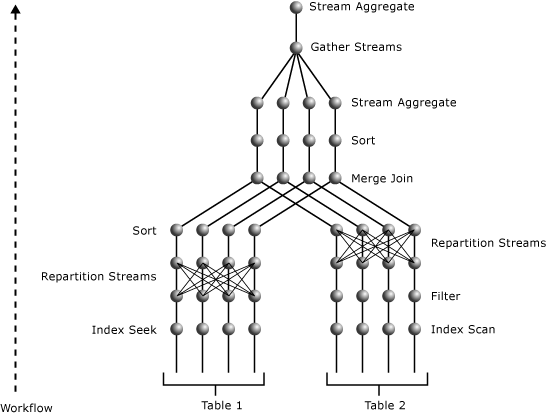 Stream Aggregate
Gather Streams
Stream Aggregate
Sort
Merge Join
Sort
Repartition Streams
Repartition Streams
Filter
Index Seek
Index Scan
Table 1
Table 2
Workflow